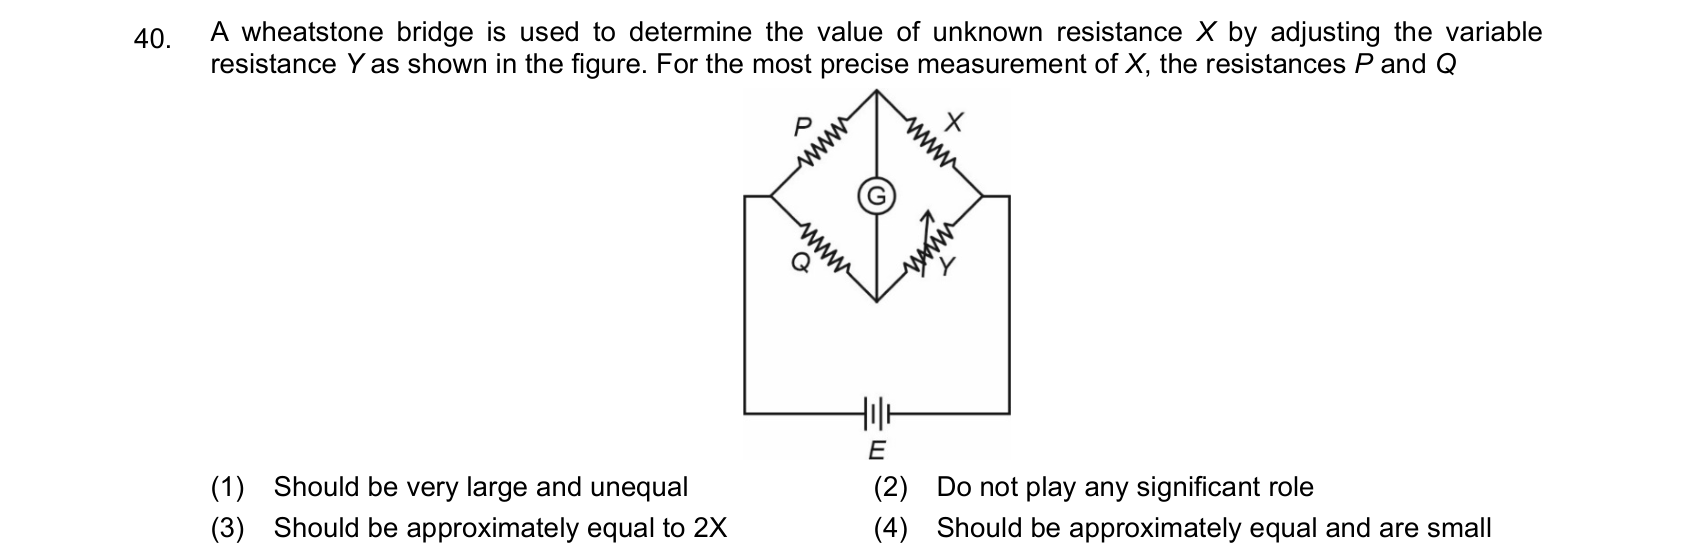 40. A wheatstone bridge is used to determine the value of unknown resistance X by adjusting the variable
resistance Y as shown in the figure. For the most precise measurement of X, the resistances P and Q
P
X
G
Q
Y
E
(1) Should be very large and unequal
(2) Do not play any significant role
(3) Should be approximately equal to 2X
(4) Should be approximately equal and are small